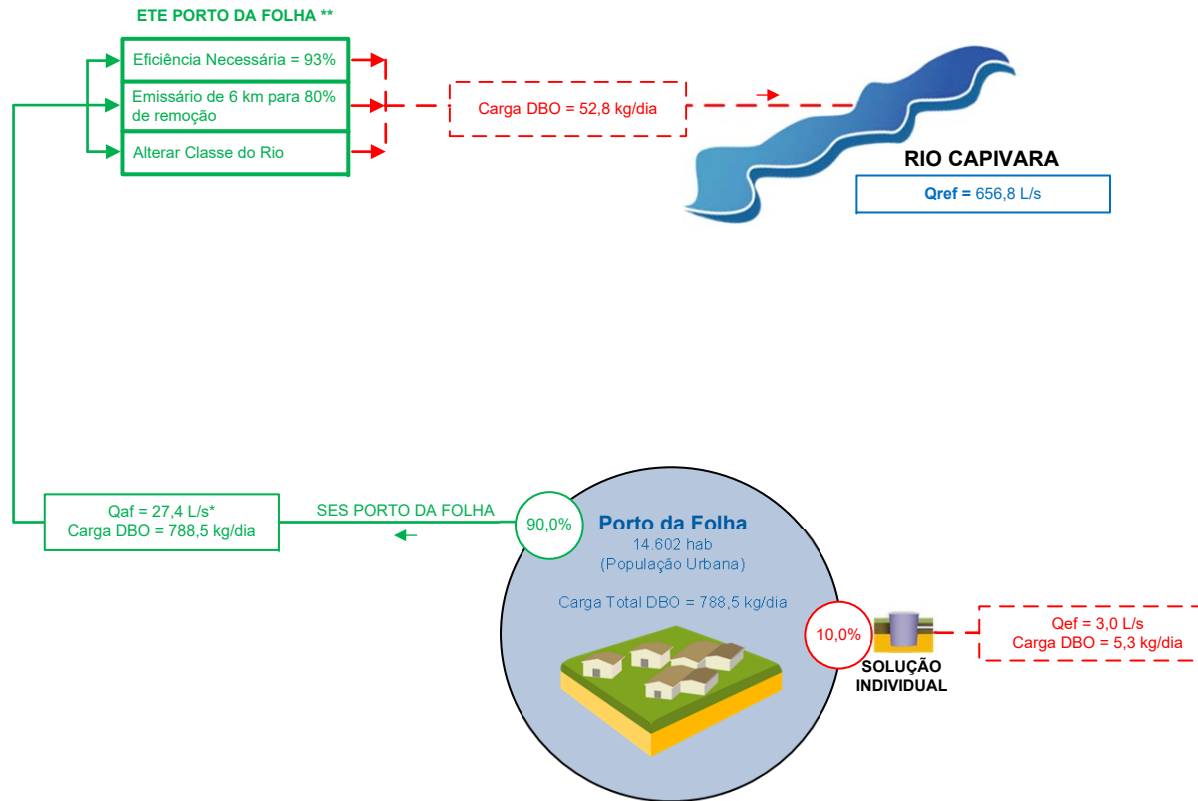 ETE PORTO DA FOLHA **
Eficiência Necessária = 93%
Emissário de 6 km para 80%
de remoção
Alterar Classe do Rio
Carga DBO = 52,8 kg/dia
RIO CAPIVARA
Qref = 656,8 L/s
Qaf = 27,4 L/s*
Carga DBO = 788,5 kg/dia
SES PORTO DA FOLHA
90,0%
Porto da Folha
14.602 hab
(População Urbana)
Carga Total DBO = 788,5 kg/dia
10,0%
SOLUÇÃO
INDIVIDUAL
Qef = 3,0 L/s
Carga DBO = 5,3 kg/dia